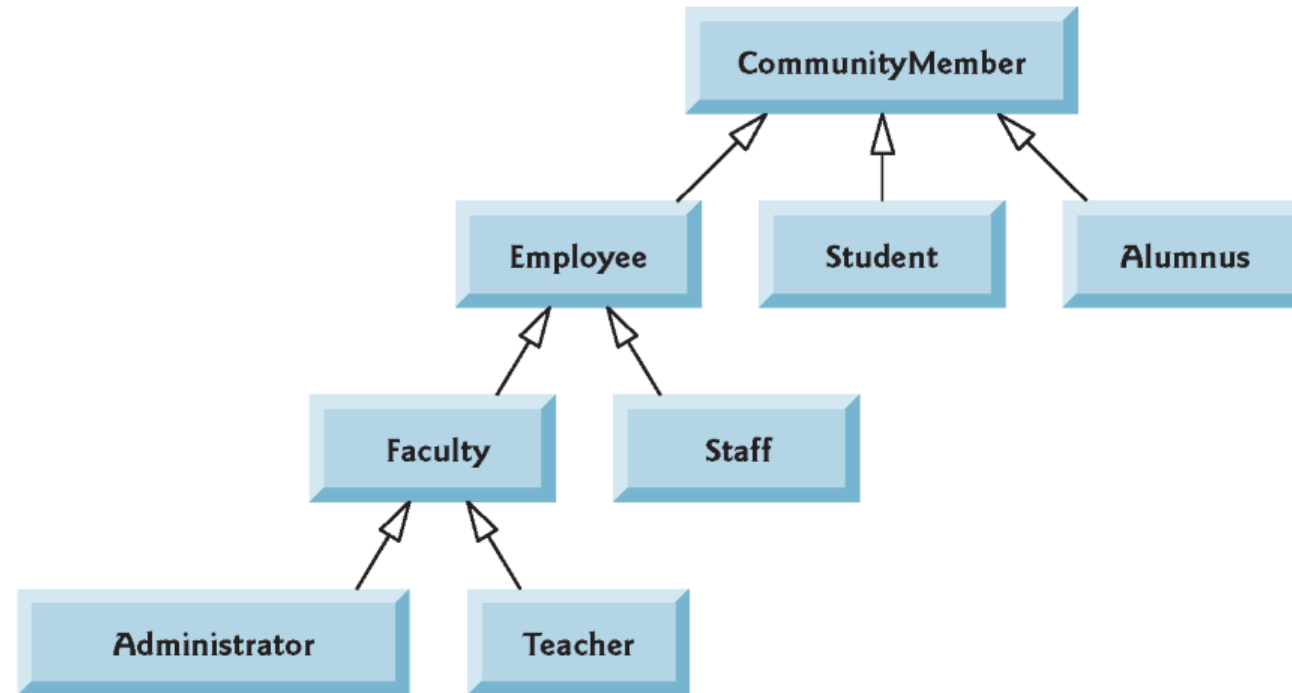 CommunityMember
Employee
Student
Alumnus
Faculty
Staff
Administrator
Teacher